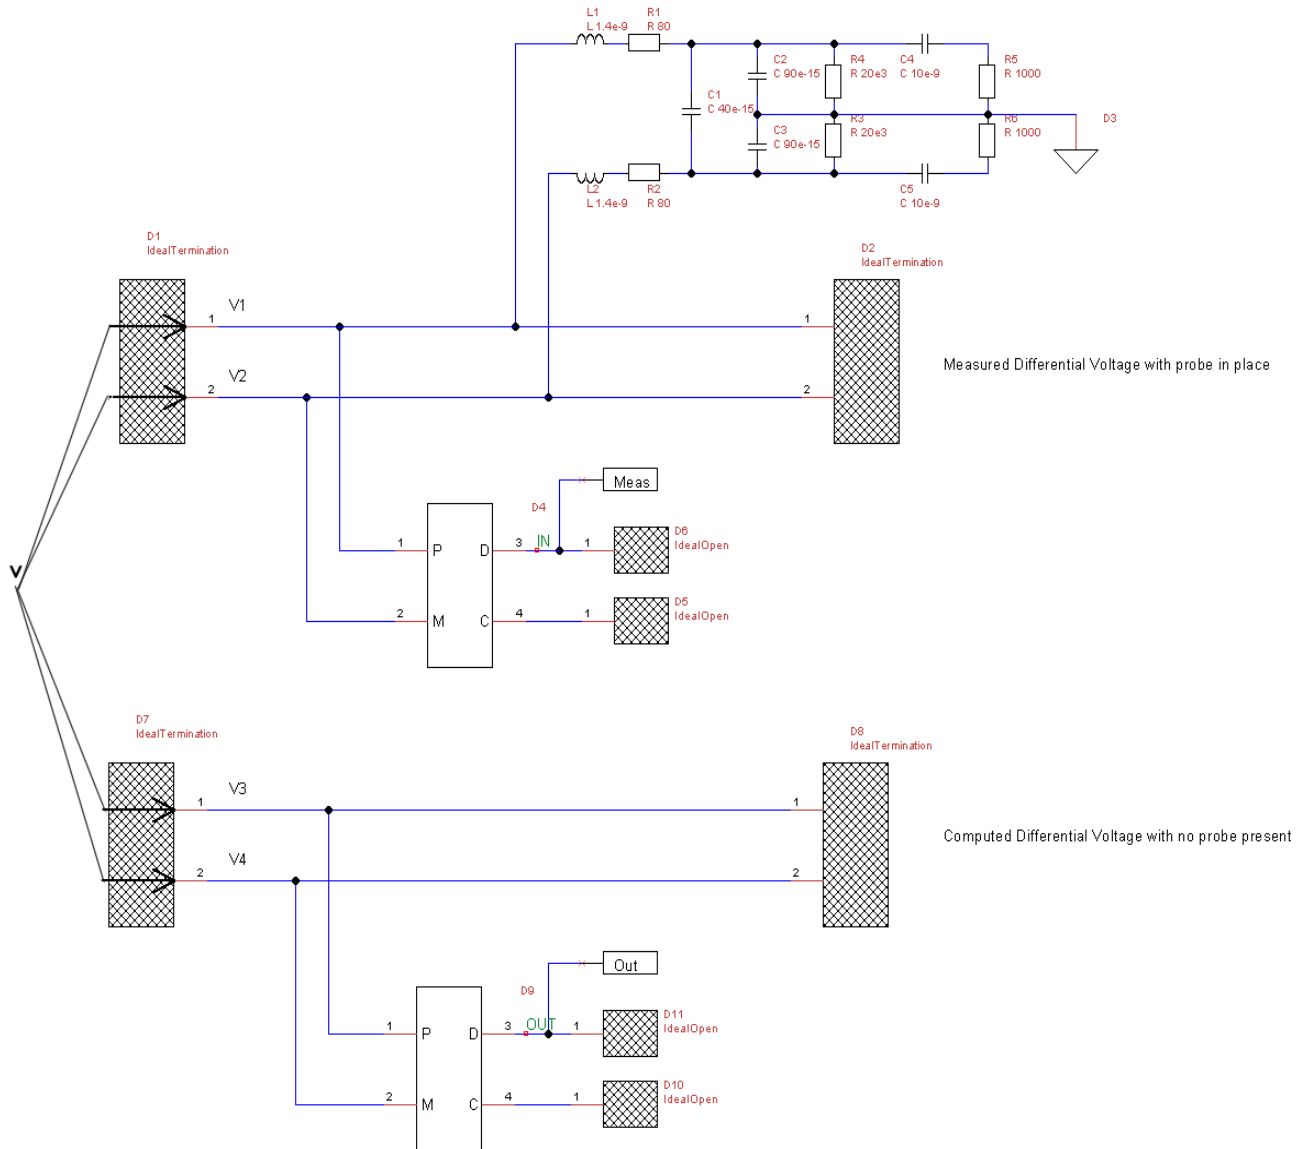 L1
L 1.4e-9
R1
R 80
C2
C 90e-15
R4
R 20e3
C4
C 10e-9
R5
R 1000
C1
C 40e-15
C3
C 90e-15
R3
R 20e3
R6
R 1000
D3
L2
L 1.4e-9
R2
R 80
C5
C 10e-9
D1
IdealTermination
D2
IdealTermination
1
V1
1
2
V2
2
Measured Differential Voltage with probe in place
Meas
D4
1
P
D
3
IN
1
D6
IdealOpen
2
M
C
4
1
D5
IdealOpen
V
D7
IdealTermination
D8
IdealTermination
1
V3
1
2
V4
2
Computed Differential Voltage with no probe present
Out
D9
1
P
D
3
OUT
1
D11
IdealOpen
2
M
C
4
1
D10
IdealOpen